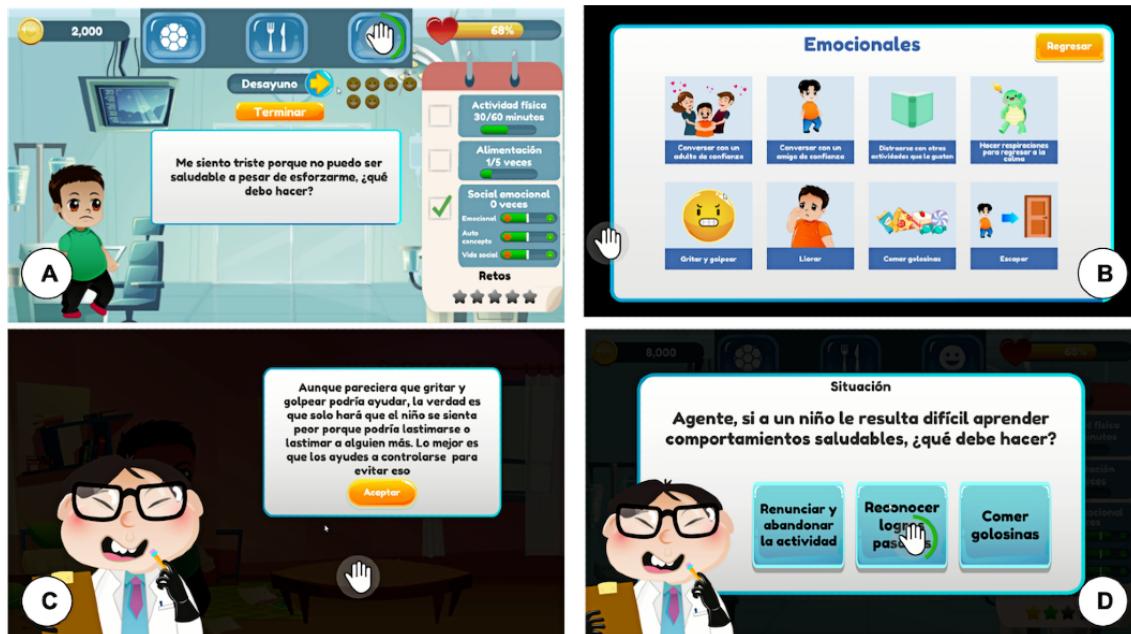 2,000
68%
Desayuno
Terminar
Me siento triste porque no puedo ser
saludable a pesar de esforzarme, ¿qué
debo hacer?
Actividad física
30/60 minutos
Alimentación
1/5 veces
Social emocional
0 veces
Emocional
Auto
concepto
Vida social
Retos
A
Emocionales
Regresar
Conversar con un
adulto de confianza
Conversar con un
amigo de confianza
Distraerse con otras
actividades que le gustan
Hacer respiraciones
para regresar a la
calma
Gritar y golpear
Llorar
Comer golosinas
Escapar
B
Aunque pareciera que gritar y
golpear podría ayudar, la verdad es
que solo hará que el niño se sienta
peor porque podría lastimarse o
lastimar a alguien más. Lo mejor es
que los ayudes a controlarse para
evitar eso
Aceptar
C
8,000
68%
Situación
Agente, si a un niño le resulta difícil aprender
comportamientos saludables, ¿qué debe hacer?
Renunciar y
abandonar
la actividad
Reconocer
logros
Comer
golosinas
D